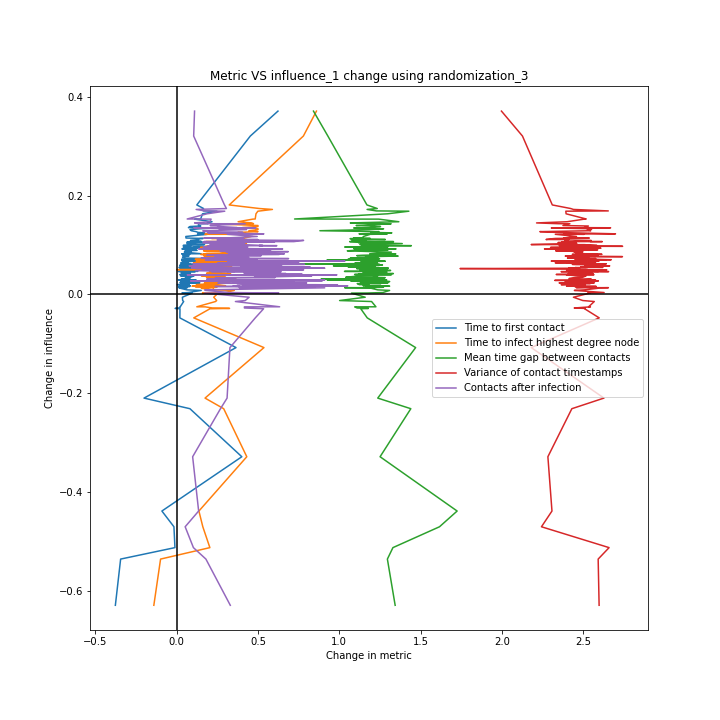 Metric VS influence_1 change using randomization_3
0.4
0.2
0.0
−0.2
−0.4
−0.6
Change in influence
Time to first contact
Time to infect highest degree node
Mean time gap between contacts
Variance of contact timestamps
Contacts after infection
−0.5 0.0 0.5 1.0 1.5 2.0 2.5
Change in metric